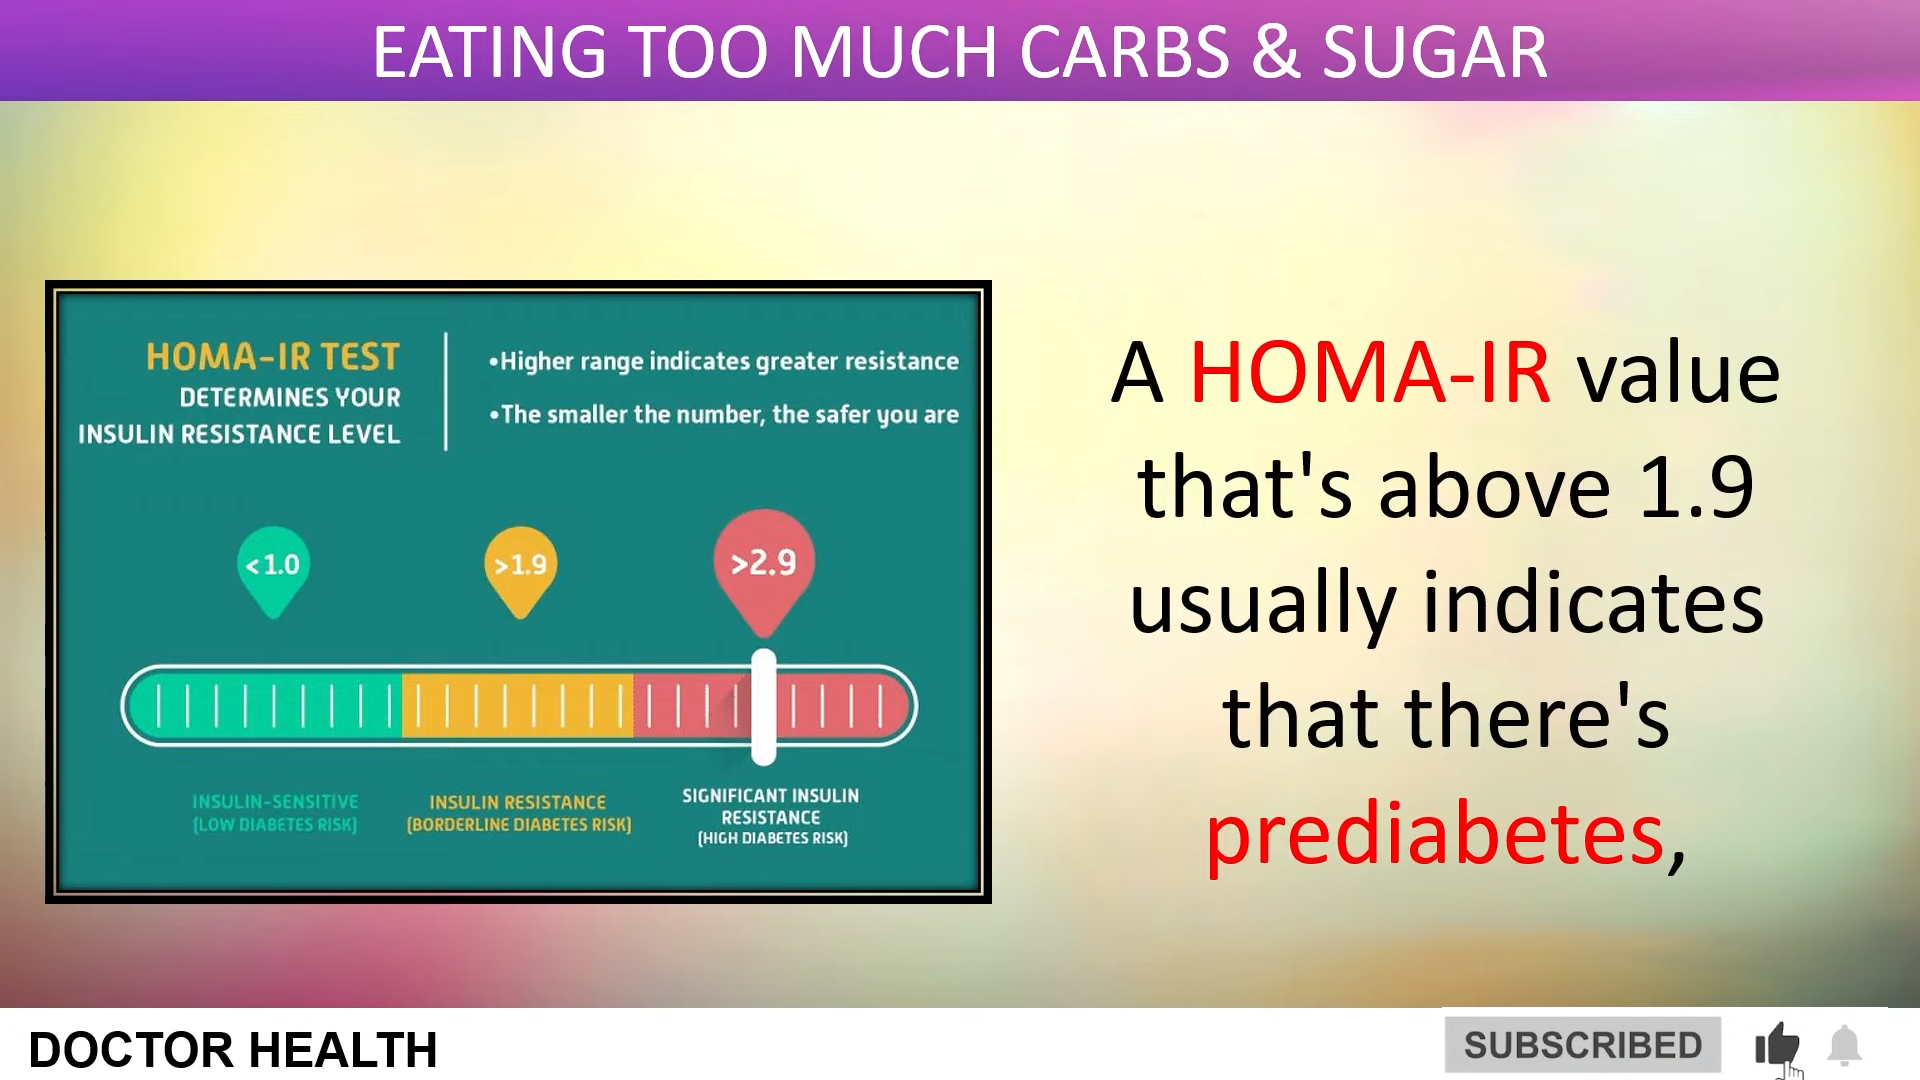 EATING TOO MUCH CARBS & SUGAR
HOMA-IR TEST
DETERMINES YOUR
INSULIN RESISTANCE LEVEL
•Higher range indicates greater resistance
•The smaller the number, the safer you are
<1.0
>1.9
>2.9
INSULIN-SENSITIVE
(LOW DIABETES RISK)
INSULIN RESISTANCE
(BORDERLINE DIABETES RISK)
SIGNIFICANT INSULIN
RESISTANCE
(HIGH DIABETES RISK)
A HOMA-IR value
that's above 1.9
usually indicates
that there's
prediabetes,
DOCTOR HEALTH
SUBSCRIBED